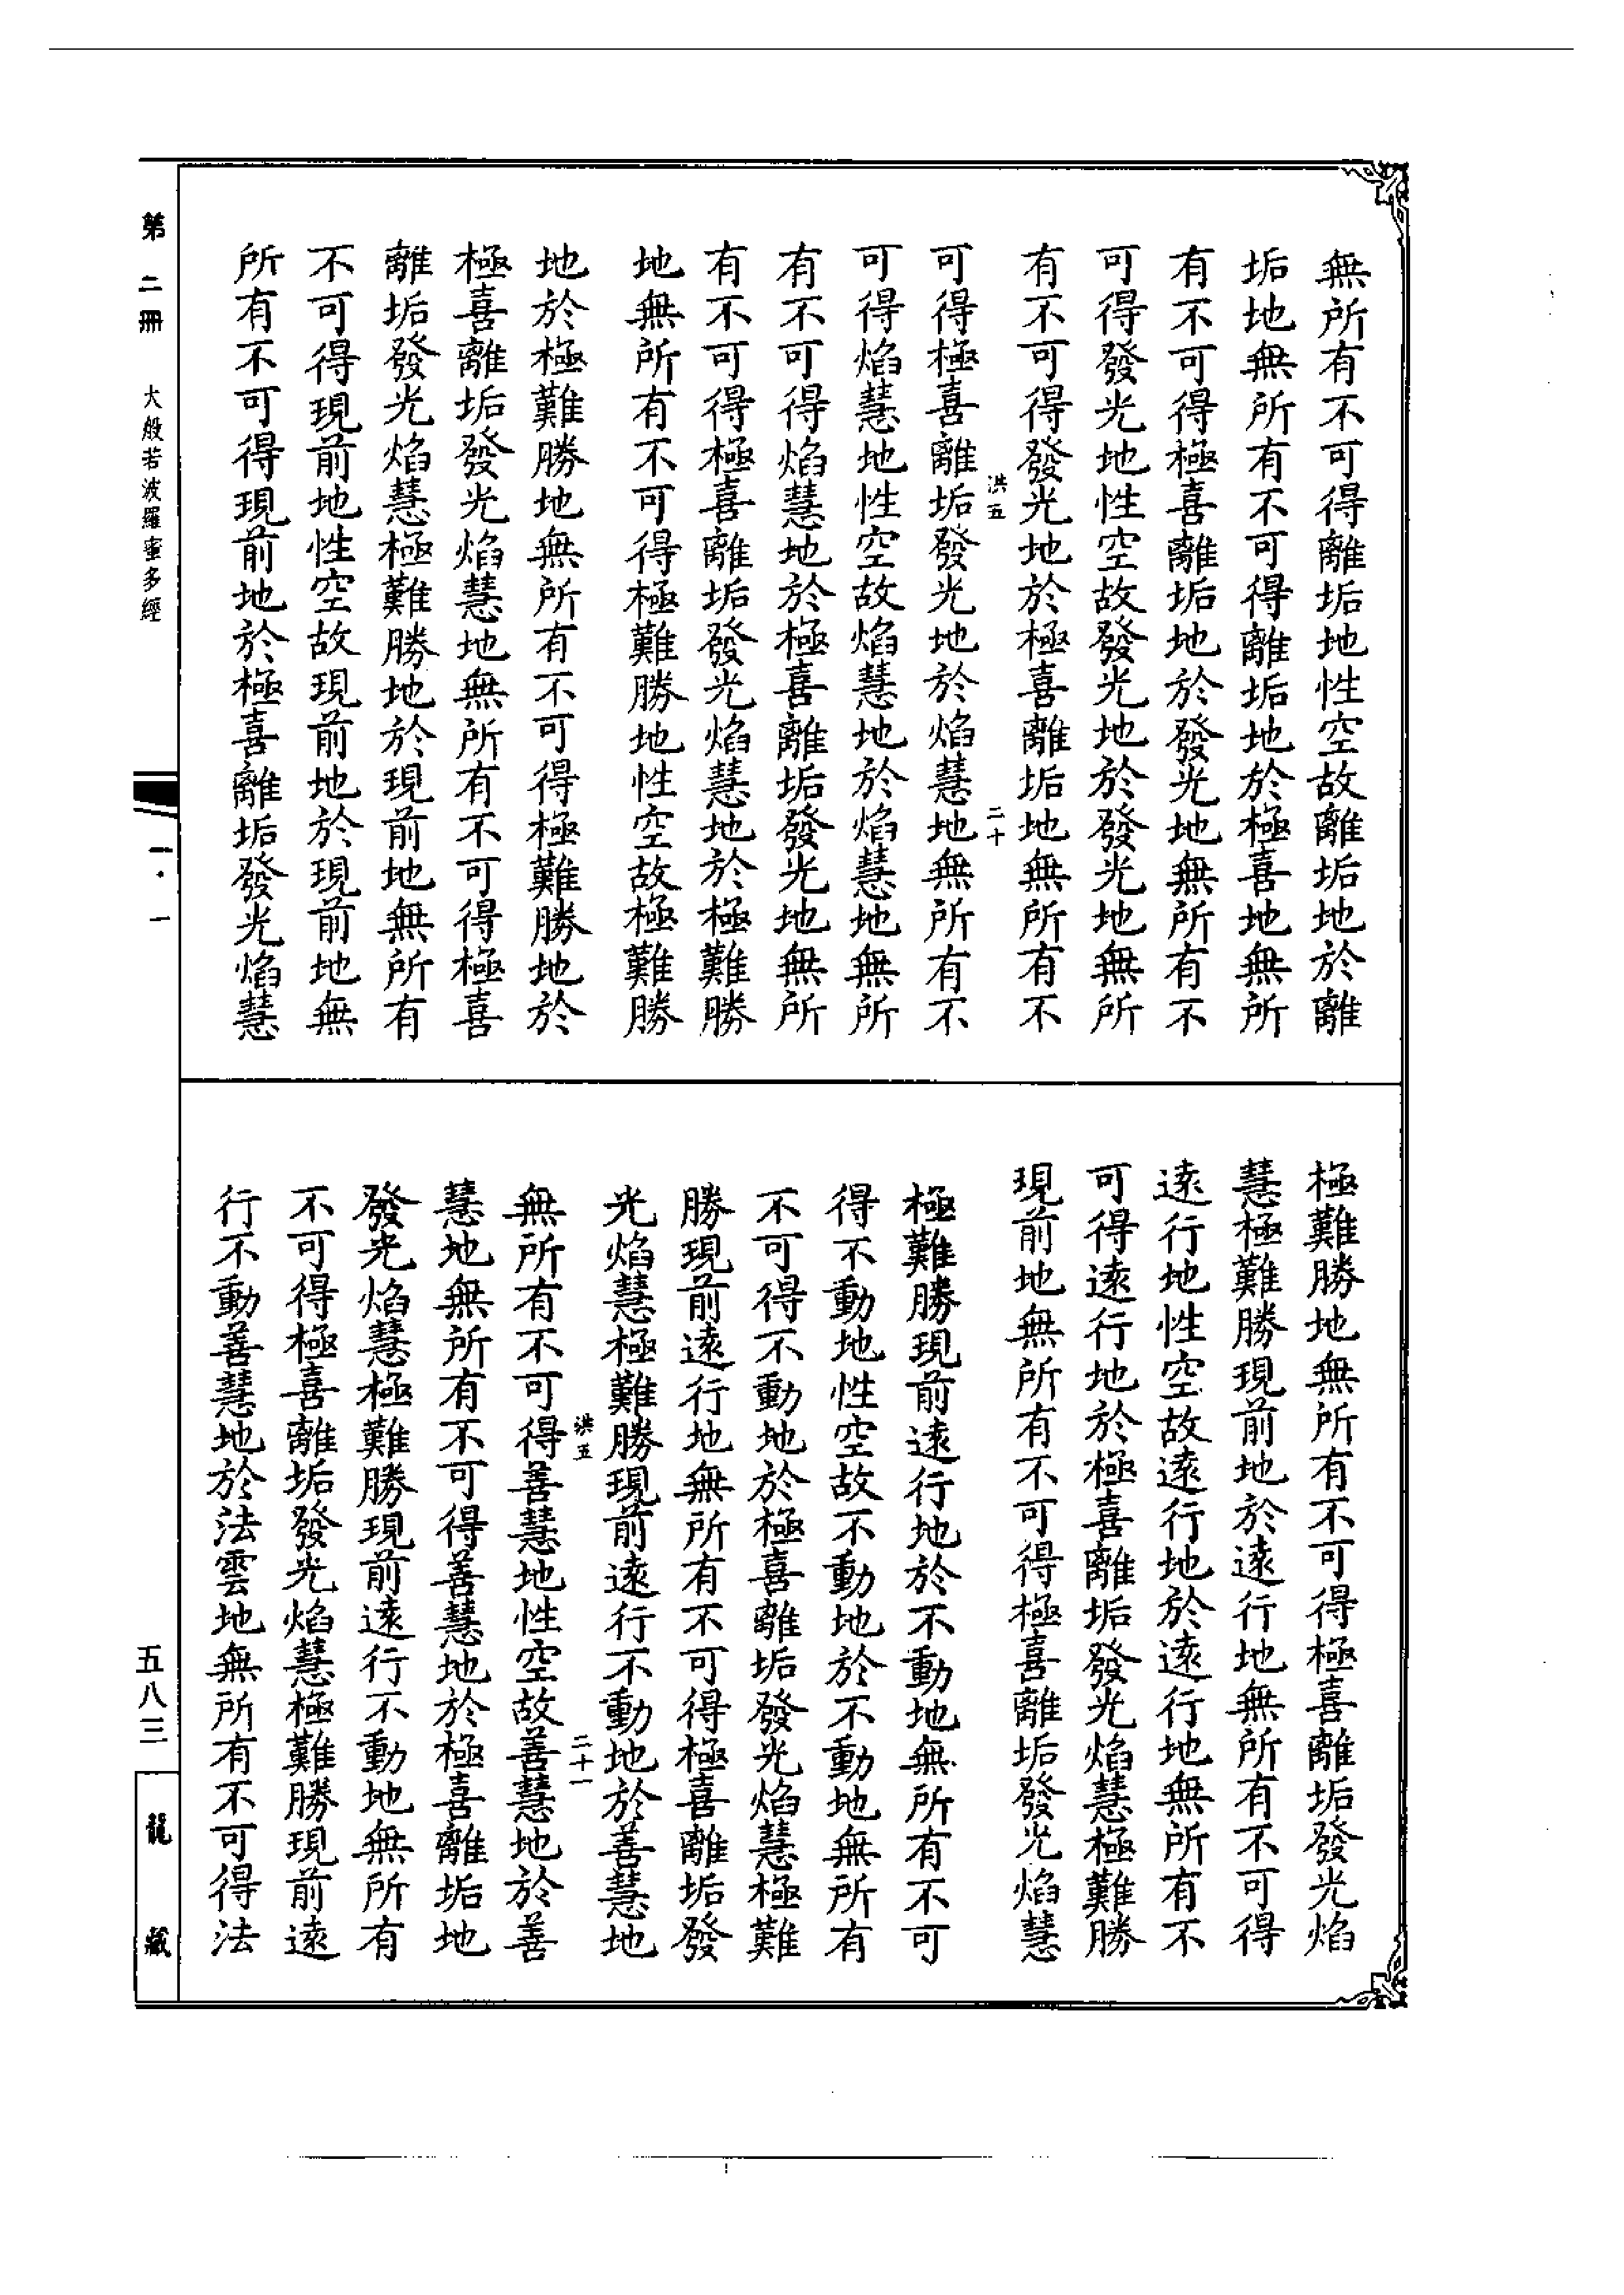 無所有不可得離垢地性空故離垢地於離
垢地無所有不可得離垢地於極喜地無所
有不可得極喜離垢地於發光地無所有不
可得發光地性空故發光地於發光地無所
有不可得發光地於極喜離垢地無所有不
洪五
二十
可得極喜離垢發光地於焰慧地無所有不
可得焰慧地性空故焰慧地於焰慧地無所
有不可得焰慧地於極喜離垢發光地無所
有不可得極喜離垢發光焰慧地於極難勝
地無所有不可得極難勝地性空故極難勝
地於極難勝地無所有不可得極難勝地於
極喜離垢發光焰慧地無所有不可得極喜
離垢發光焰慧極難勝地於現前地無所有
不可得現前地性空故現前地於現前地無
所有不可得現前地於極喜離垢發光焰慧
極難勝地無所有不可得極喜離垢發光焰
慧極難勝現前地於遠行地無所有不可得
遠行地性空故遠行地於遠行地無所有不
可得遠行地於極喜離垢發光焰慧極難勝
現前地無所有不可得極喜離垢發光焰慧
極難勝現前遠行地於不動地無所有不可
得不動地性空故不動地於不動地無所有
不可得不動地於極喜離垢發光焰慧極難
勝現前遠行地無所有不可得極喜離垢發
光焰慧極難勝現前遠行不動地於善慧地
洪五
二十一
無所有不可得善慧地性空故善慧地於善
慧地無所有不可得善慧地於極喜離垢地
發光焰慧極難勝現前遠行不動地無所有
不可得極喜離垢發光焰慧極難勝現前遠
行不動善慧地於法雲地無所有不可得法
第二冊
大般若波羅蜜多經
一·一
五八三
龍藏